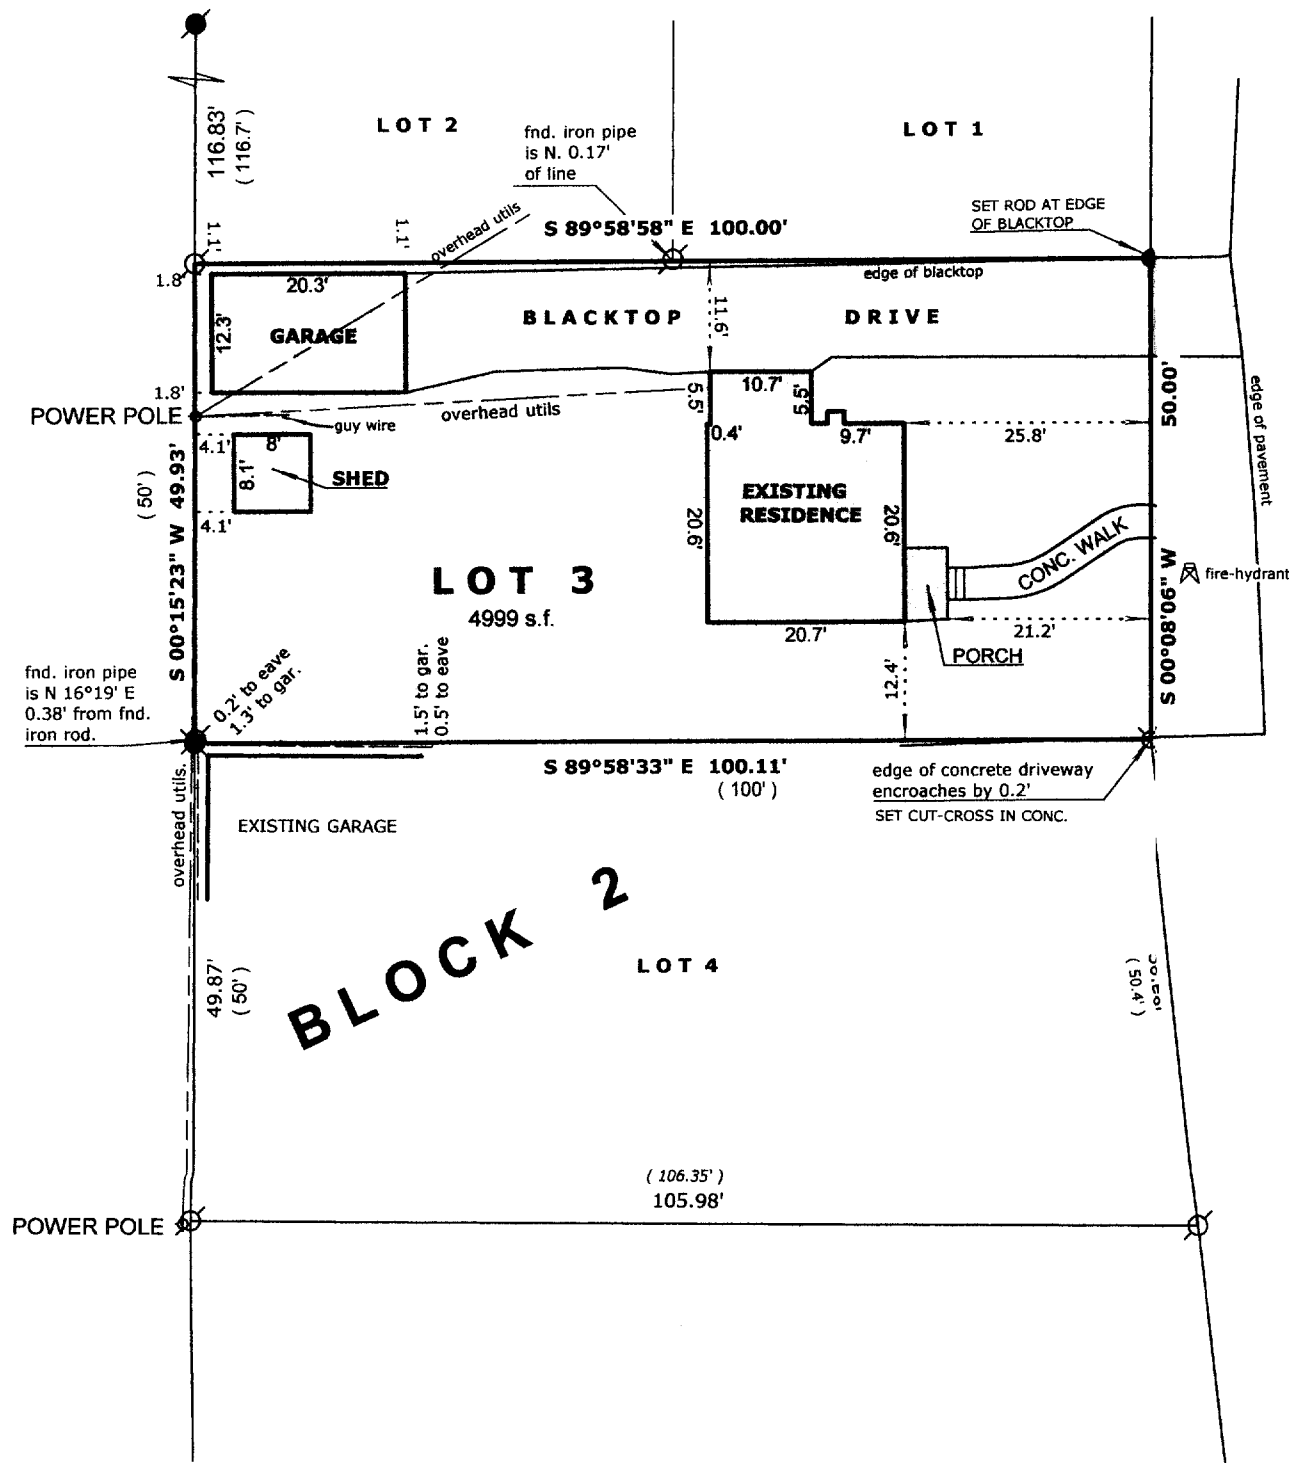 116.83'
( 116.7' )
LOT 2
LOT 1
fnd. iron pipe
is N. 0.17'
of line
SET ROD AT EDGE
OF BLACKTOP
1.1'
1.1'
overhead utils
S 89°58'58" E 100.00'
edge of blacktop
1.8'
20.3'
12.3'
GARAGE
BLACKTOP DRIVE
11.6'
1.8'
POWER POLE
guy wire
overhead utils
10.7'
5.5'
5.5'
0.4'
9.7'
25.8'
50.00'
edge of pavement
4.1'
8'
8.1'
SHED
4.1'
S 00°15'23" W 49.93'
( 50' )
EXISTING
RESIDENCE
20.6'
20.6'
CONC. WALK
fire-hydrant
S 00°08'06" W
LOT 3
4999 s.f.
20.7'
21.2'
PORCH
12.4'
fnd. iron pipe
is N 16°19' E
0.38' from fnd.
iron rod.
0.2' to eave
1.3' to gar.
1.5' to gar.
0.5' to eave
S 89°58'33" E 100.11'
( 100' )
edge of concrete driveway
encroaches by 0.2'
SET CUT-CROSS IN CONC.
overhead utils.
EXISTING GARAGE
BLOCK 2
LOT 4
49.87'
( 50' )
( 50.4' )
( 106.35' )
105.98'
POWER POLE